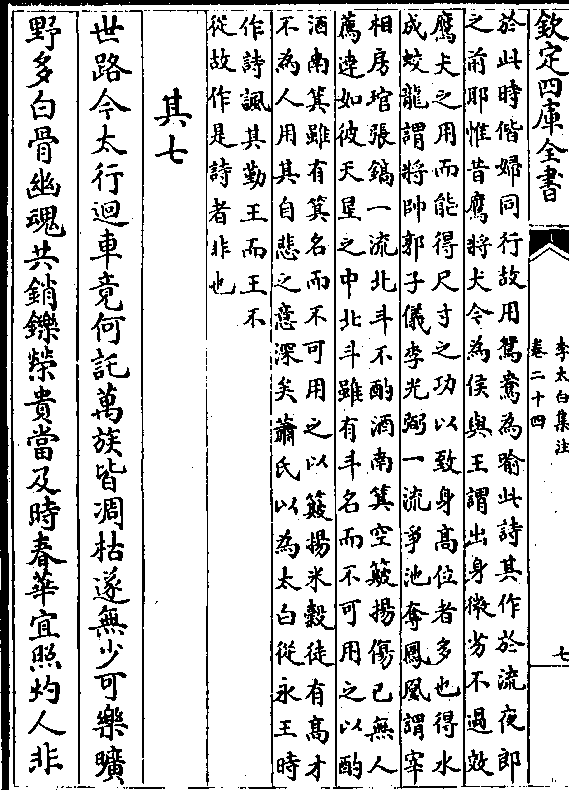 欽定四庫全書
李太白集注
卷二十四
七
於此時偕婦同行故用鴛鴦為喻此詩其作於流夜郎
之前耶惟昔鷹將犬今為侯與王謂出身微芳不過效
鷹犬之用而能得尺寸之功以致身高位者多也得水
成蛟龍謂將帥郭子儀李光弼一流爭池奪鳳凰謂宰
相房琯張鎬一流北斗不酌酒南箕空簸揚傷已無人
薦達如彼天星之中北斗雖有斗名而不可用之以酌
酒南箕雖有箕名而不可用之以簸揚米穀徒有高才
不為人用其自悲之意深矣蕭氏以為太白從永王時
作詩諷其勤王而王不
從故作是詩者非也
其七
世路今太行迴車竟何託萬族皆凋枯遂無少可樂曠
野多白骨幽魂共銷鑠榮貴當及時春華宜照灼人非